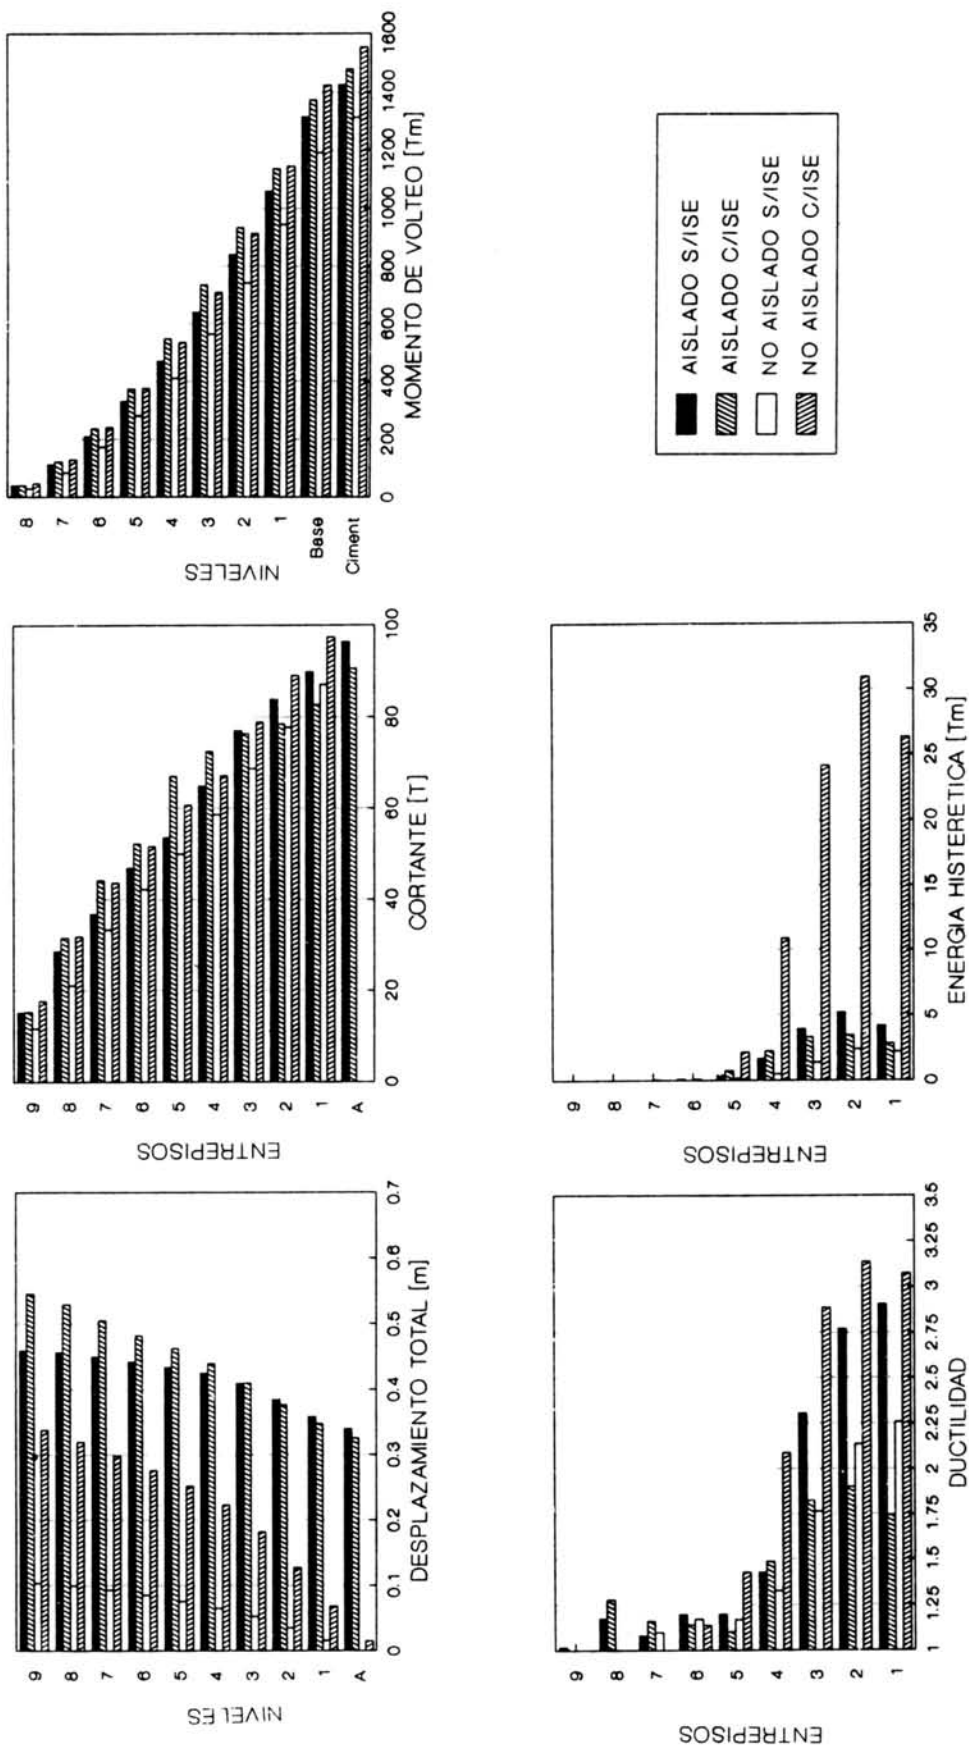 NIVELES
9
8
7
6
5
4
3
2
1
A
0 0.1 0.2 0.3 0.4 0.5 0.6 0.7
DESPLAZAMIENTO TOTAL [m]
ENTREPISOS
9
8
7
6
5
4
3
2
1
A
0 20 40 60 80 100
CORTANTE [T]
NIVELES
8
7
6
5
4
3
2
1
Base
Ciment
0 200 400 600 800 1000 1200 1400 1600
MOMENTO DE VOLTEO [Tm]
ENTREPISOS
9
8
7
6
5
4
3
2
1
1 1.25 1.5 1.75 2 2.25 2.5 2.75 3 3.25 3.5
DUCTILIDAD
ENTREPISOS
9
8
7
6
5
4
3
2
1
0 5 10 15 20 25 30 35
ENERGIA HISTERETICA [Tm]
AISLADO S/ISE
AISLADO C/ISE
NO AISLADO S/ISE
NO AISLADO C/ISE